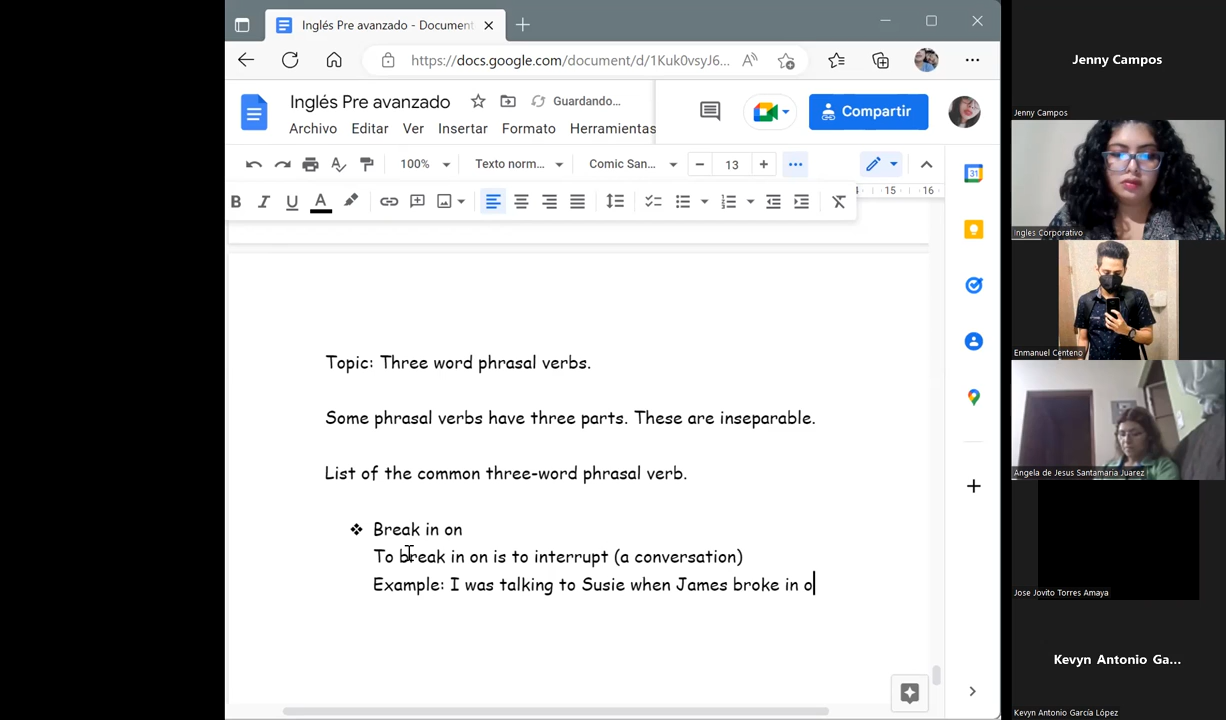 Inglés Pre avanzado - Document
https://docs.google.com/document/d/1Kuk0vsyJ6...
Inglés Pre avanzado
Guardando...
Compartir
Archivo Editar Ver Insertar Formato Herramientas
100% Texto norm... Comic San... 13
15 16
31
Topic: Three word phrasal verbs.
Some phrasal verbs have three parts. These are inseparable.
List of the common three-word phrasal verb.
❖ Break in on
To break in on is to interrupt (a conversation)
Example: I was talking to Susie when James broke in o
Jenny Campos
Jenny Campos
Ingles Corporativo
Enmanuel Centeno
Angela de Jesus Santamaria Juarez
Jose Jovito Torres Amaya
Kevyn Antonio Ga...
Kevyn Antonio García López